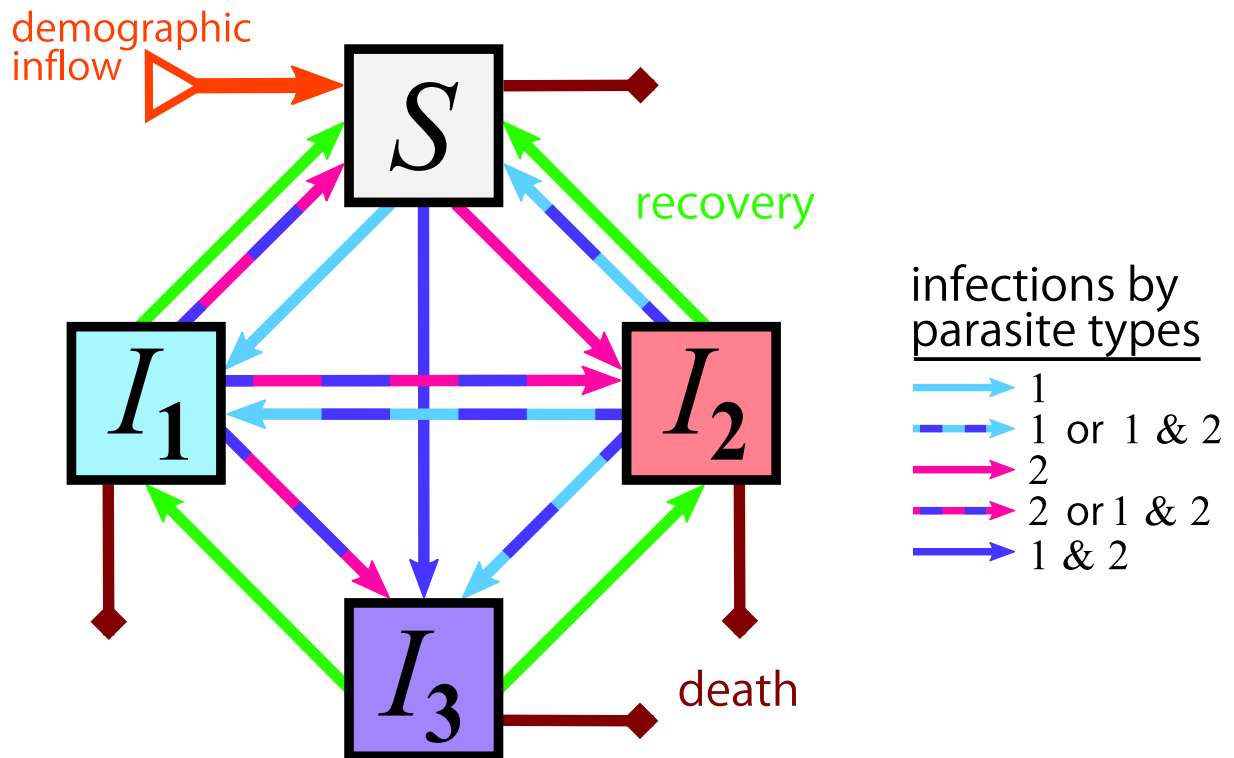 demographic
inflow
S
recovery
I1
I2
I3
death
infections by
parasite types
1
1 or 1 & 2
2
2 or 1 & 2
1 & 2